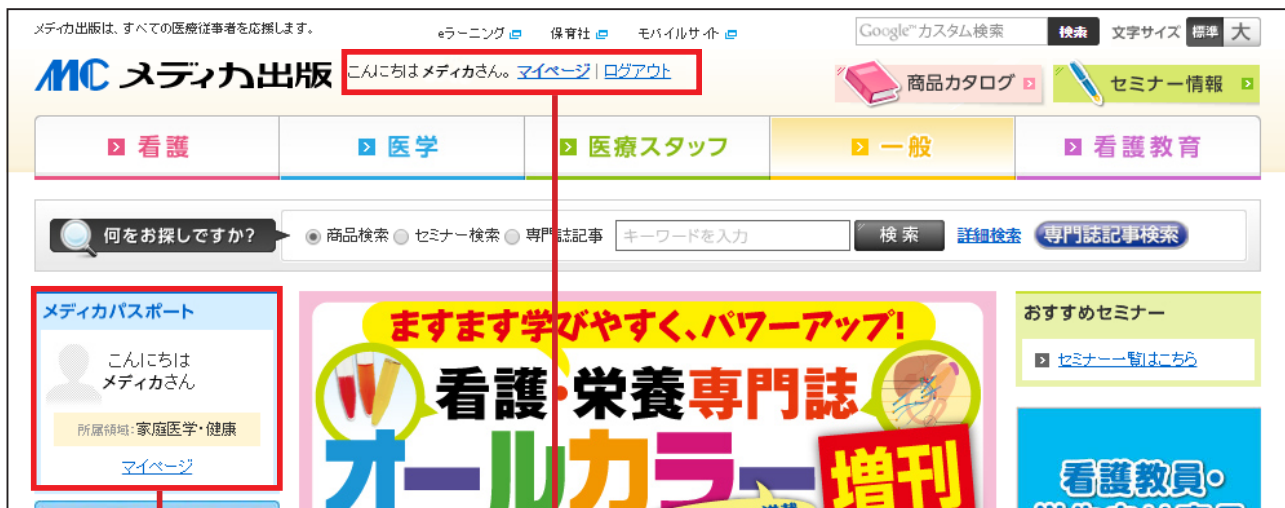 メディカ出版は、すべての医療従事者を応援します。
eラーニング 保育社 モバイルサイト
Google™カスタム検索 検索 文字サイズ 標準 大
MC メディカ出版
こんにちはメディカさん。 マイページ | ログアウト
商品カタログ
セミナー情報
看護 医学 医療スタッフ 一般 看護教育
何をお探しですか? 商品検索 セミナー検索 専門誌記事 キーワードを入力 検索 詳細検索 専門誌記事検索
メディカパスポート
こんにちは
メディカさん
所属領域:家庭医学・健康
マイページ
ますます学びやすく、パワーアップ!
看護・栄養専門誌
オールカラー増刊
おすすめセミナー
セミナー一覧はこちら
看護教員・